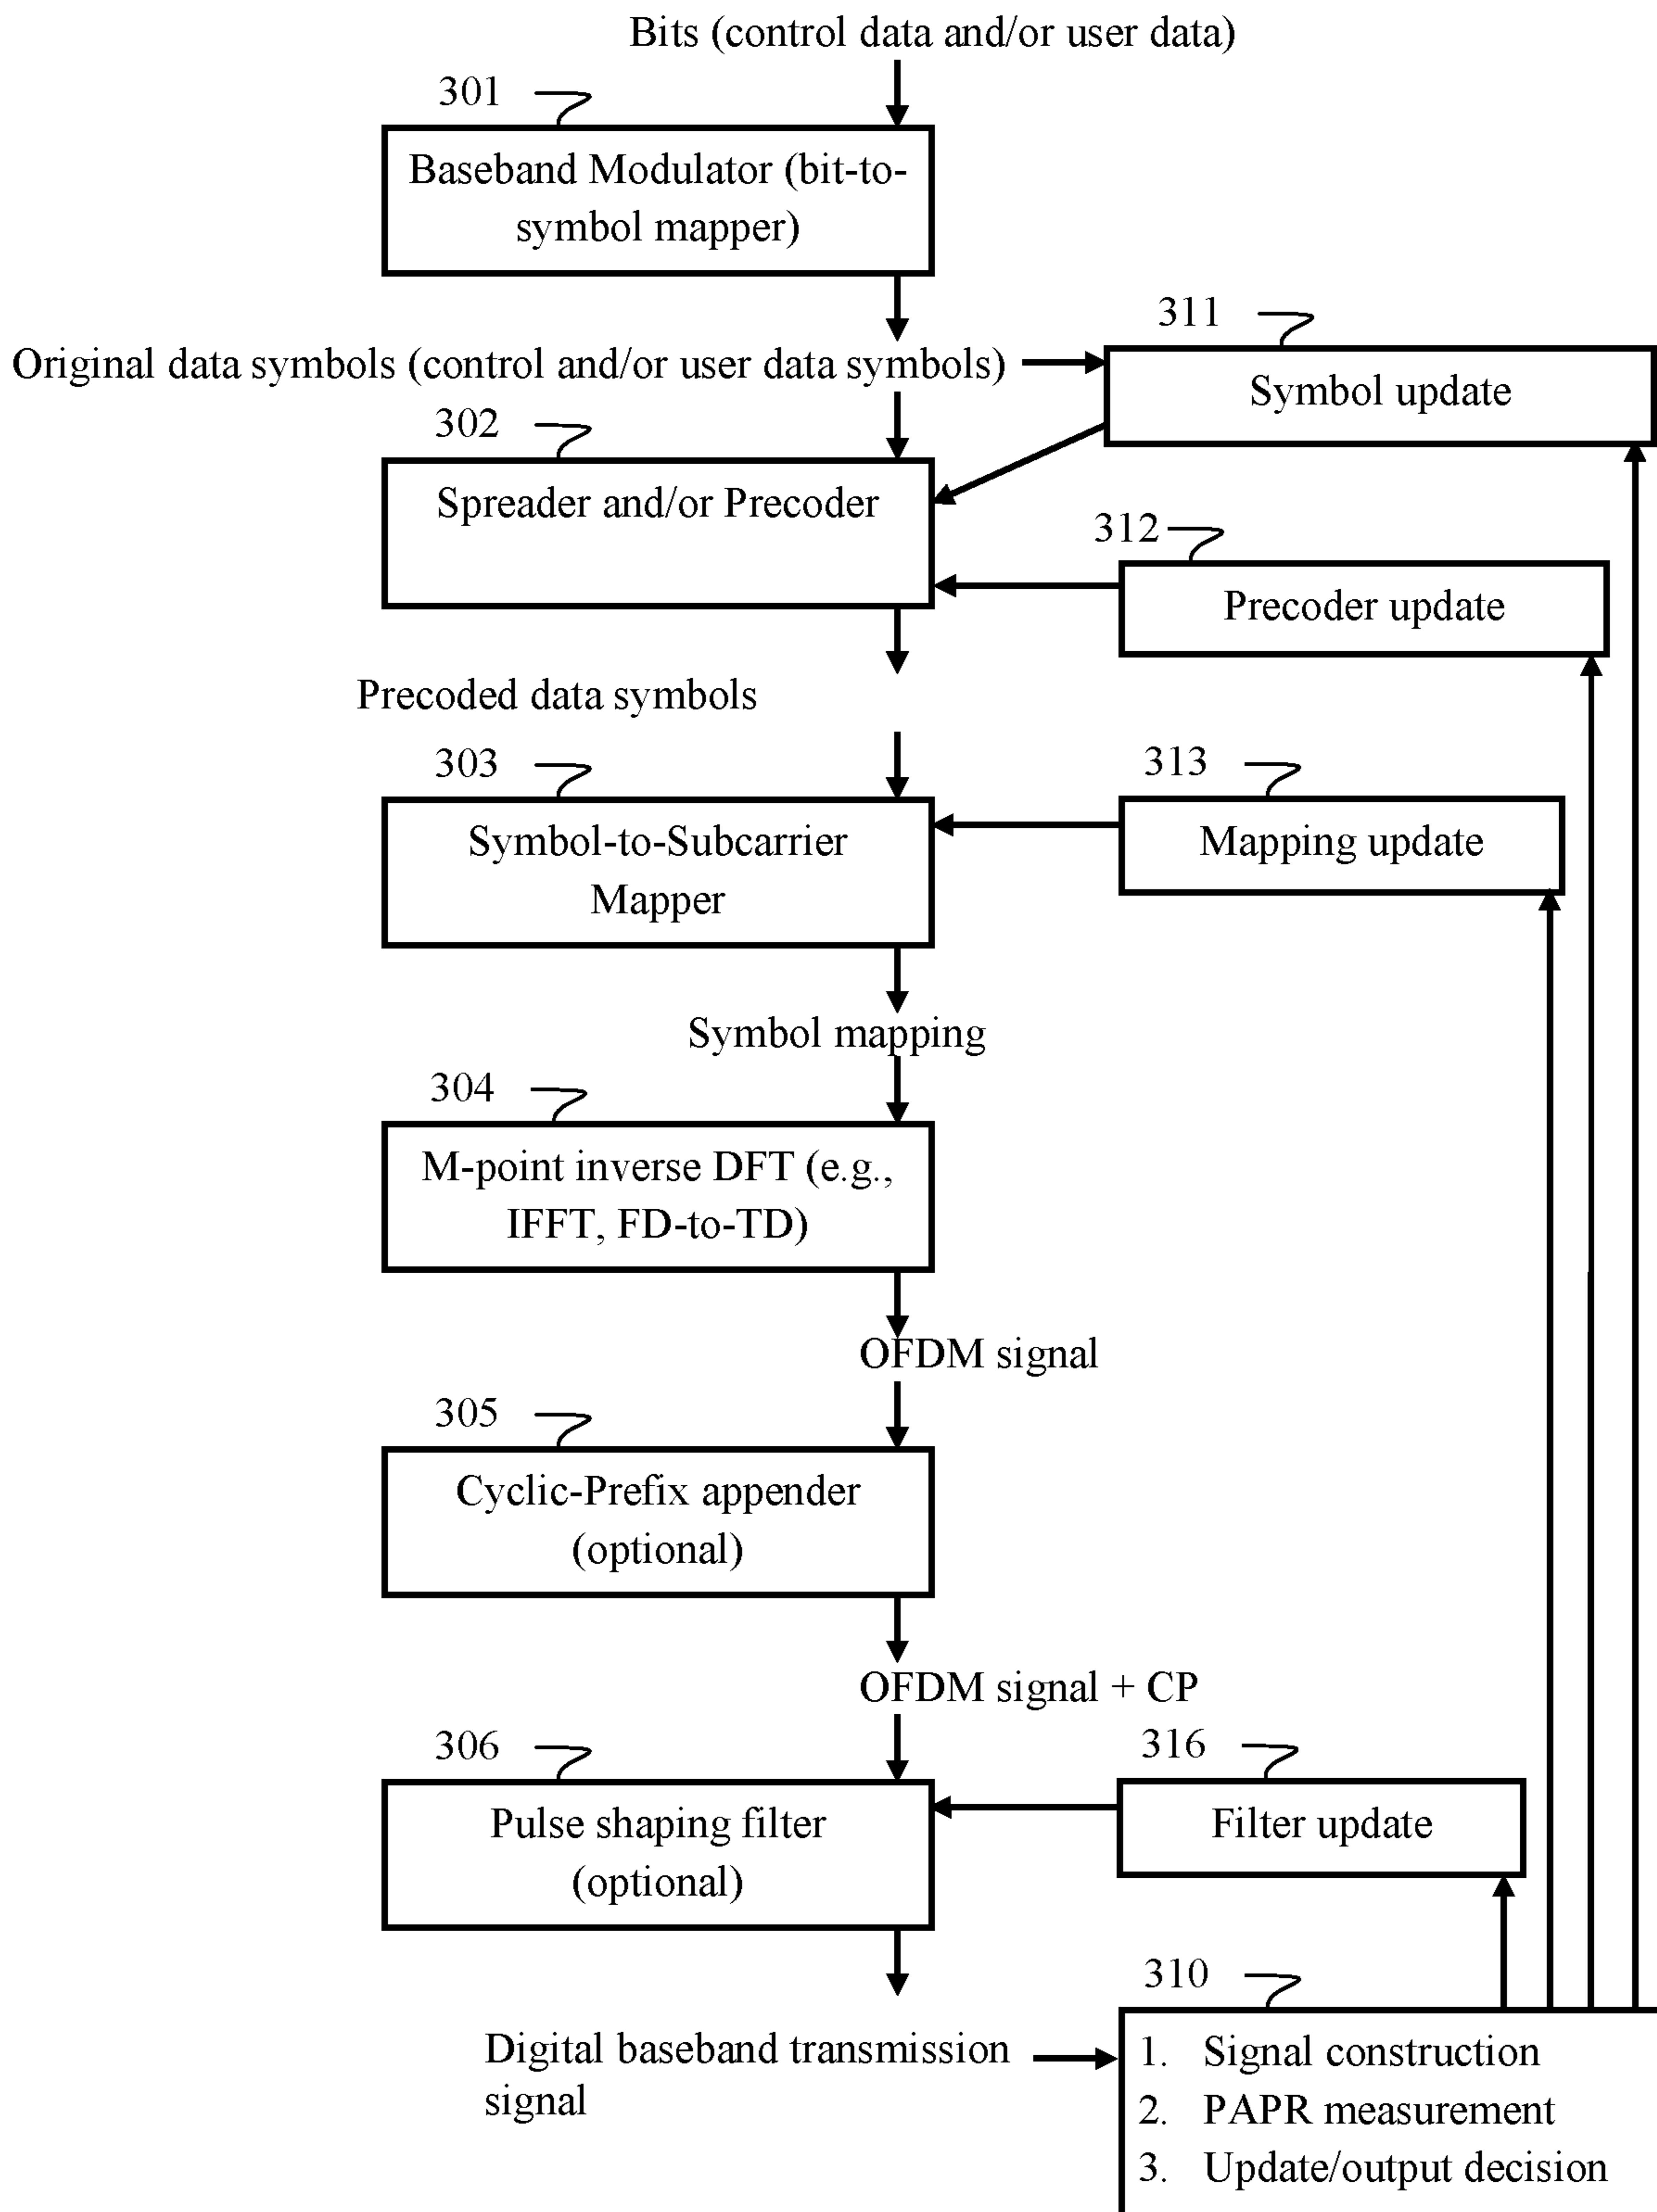 Bits (control data and/or user data)
301
Baseband Modulator (bit-to-
symbol mapper)
311
Original data symbols (control and/or user data symbols)
Symbol update
302
Spreader and/or Precoder
312
Precoder update
Precoded data symbols
303
313
Symbol-to-Subcarrier
Mapper
Mapping update
Symbol mapping
304
M-point inverse DFT (e.g.,
IFFT, FD-to-TD)
OFDM signal
305
Cyclic-Prefix appender
(optional)
OFDM signal + CP
306
316
Pulse shaping filter
(optional)
Filter update
310
Digital baseband transmission
signal
1. Signal construction
2. PAPR measurement
3. Update/output decision